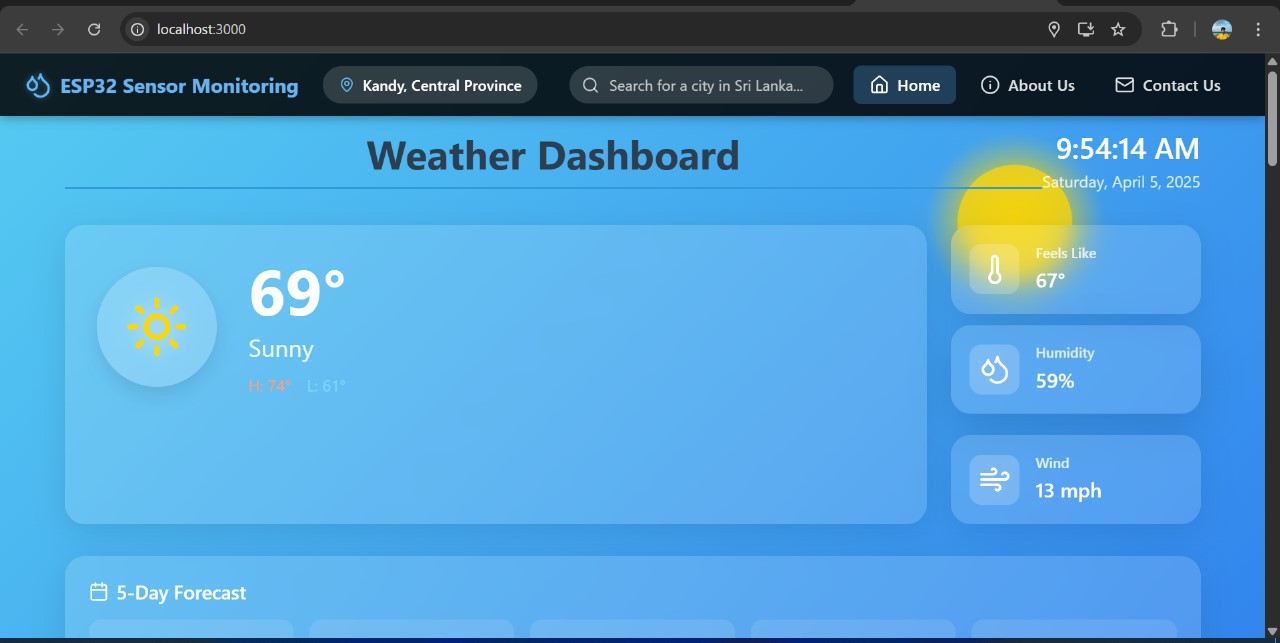 localhost:3000
ESP32 Sensor Monitoring
Kandy, Central Province
Search for a city in Sri Lanka...
Home
About Us
Contact Us
Weather Dashboard
9:54:14 AM
Saturday, April 5, 2025
69°
Sunny
H: 74° L: 61°
Feels Like
67°
Humidity
59%
Wind
13 mph
5-Day Forecast